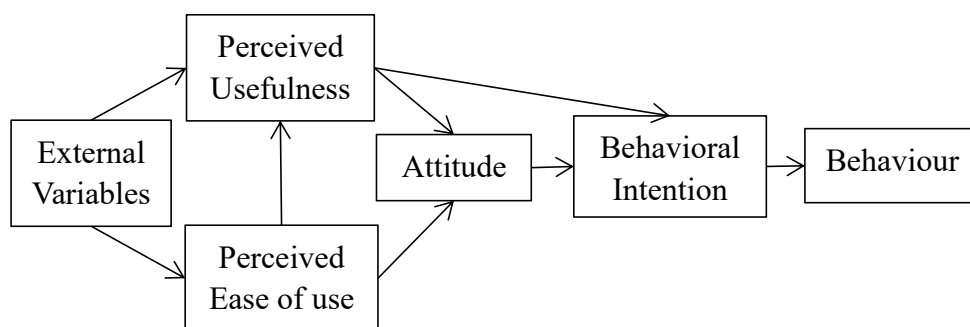 Perceived
Usefulness
External
Variables
Attitude
Behavioral
Intention
Behaviour
Perceived
Ease of use